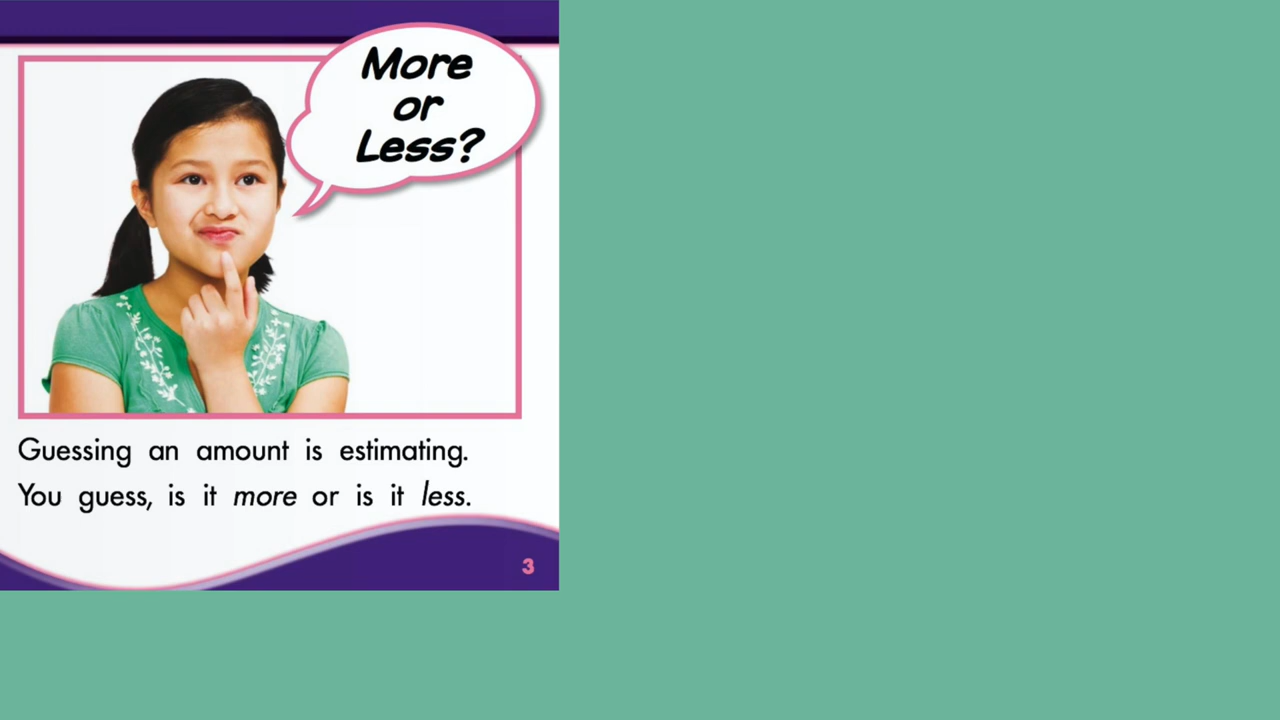 More
or
Less?
Guessing an amount is estimating.
You guess, is it more or is it less.
3